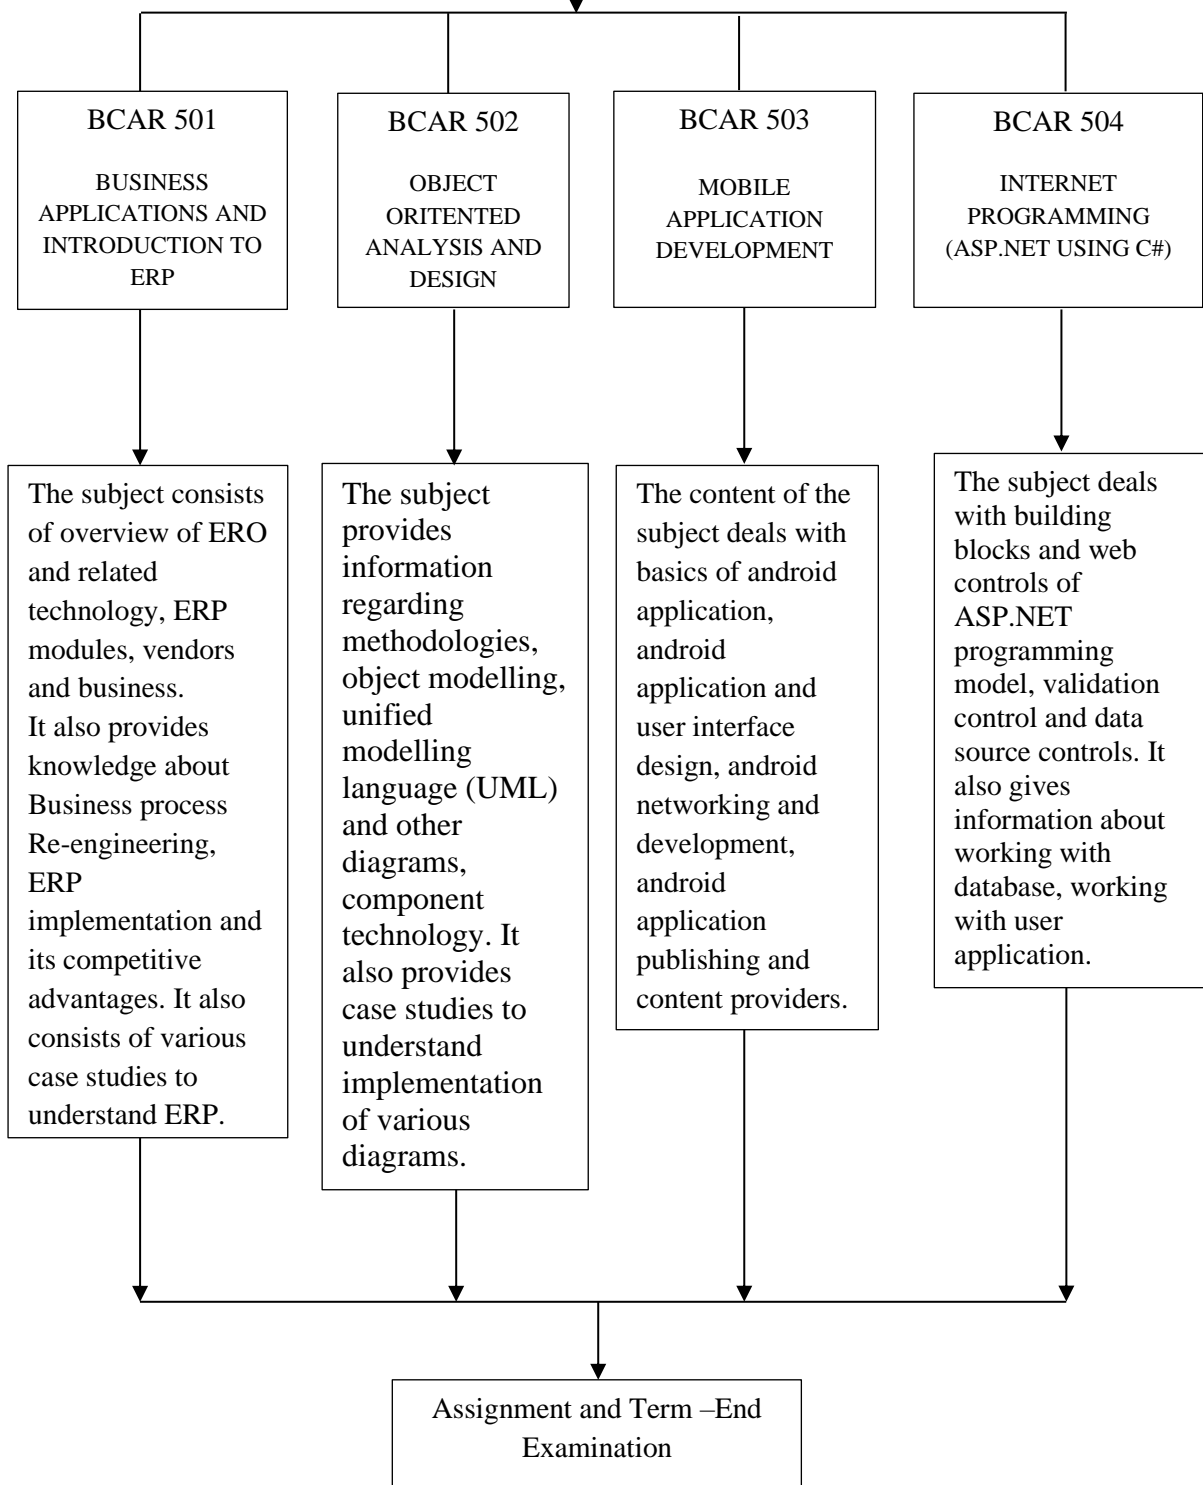 BCAR 501
BUSINESS
APPLICATIONS AND
INTRODUCTION TO
ERP
BCAR 502
OBJECT
ORITENTED
ANALYSIS AND
DESIGN
BCAR 503
MOBILE
APPLICATION
DEVELOPMENT
BCAR 504
INTERNET
PROGRAMMING
(ASP.NET USING C#)
The subject consists
of overview of ERO
and related
technology, ERP
modules, vendors
and business.
It also provides
knowledge about
Business process
Re-engineering,
ERP
implementation and
its competitive
advantages. It also
consists of various
case studies to
understand ERP.
The subject
provides
information
regarding
methodologies,
object modelling,
unified
modelling
language (UML)
and other
diagrams,
component
technology. It
also provides
case studies to
understand
implementation
of various
diagrams.
The content of the
subject deals with
basics of android
application,
android
application and
user interface
design, android
networking and
development,
android
application
publishing and
content providers.
The subject deals
with building
blocks and web
controls of
ASP.NET
programming
model, validation
control and data
source controls. It
also gives
information about
working with
database, working
with user
application.
Assignment and Term –End
Examination